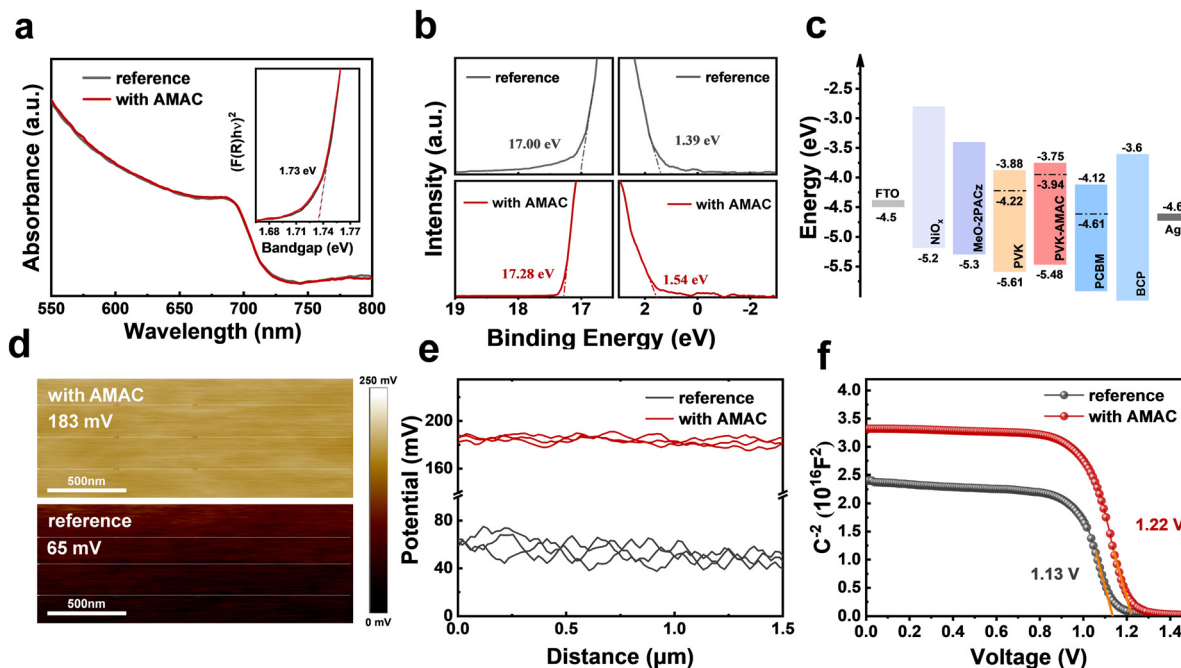 a
reference
with AMAC
(F(R)hν)²
1.73 eV
1.68 1.71 1.74 1.77
Bandgap (eV)
Absorbance (a.u.)
550 600 650 700 750 800
Wavelength (nm)
b
reference
17.00 eV
reference
1.39 eV
with AMAC
17.28 eV
with AMAC
1.54 eV
Intensity (a.u.)
19 18 17 2 0 -2
Binding Energy (eV)
c
Energy (eV)
-2.5
-3.0
-3.5
-4.0
-4.5
-5.0
-5.5
FTO
-4.5
NiOₓ
-5.2
MeO-2PACz
-5.3
-3.88
-4.22
PVK
-5.61
-3.75
-3.94
PVK-AMAC
-5.48
-4.12
-4.61
PCBM
-3.6
BCP
-4.6
Ag
d
with AMAC
183 mV
500nm
reference
65 mV
500nm
250 mV
0 mV
e
reference
with AMAC
Potential (mV)
200
180
160
80
60
40
0.0 0.5 1.0 1.5
Distance (μm)
f
reference
with AMAC
C⁻² (10¹⁶F²)
4.0
3.5
3.0
2.5
2.0
1.5
1.0
0.5
0.0
1.22 V
1.13 V
0.0 0.2 0.4 0.6 0.8 1.0 1.2 1.4
Voltage (V)